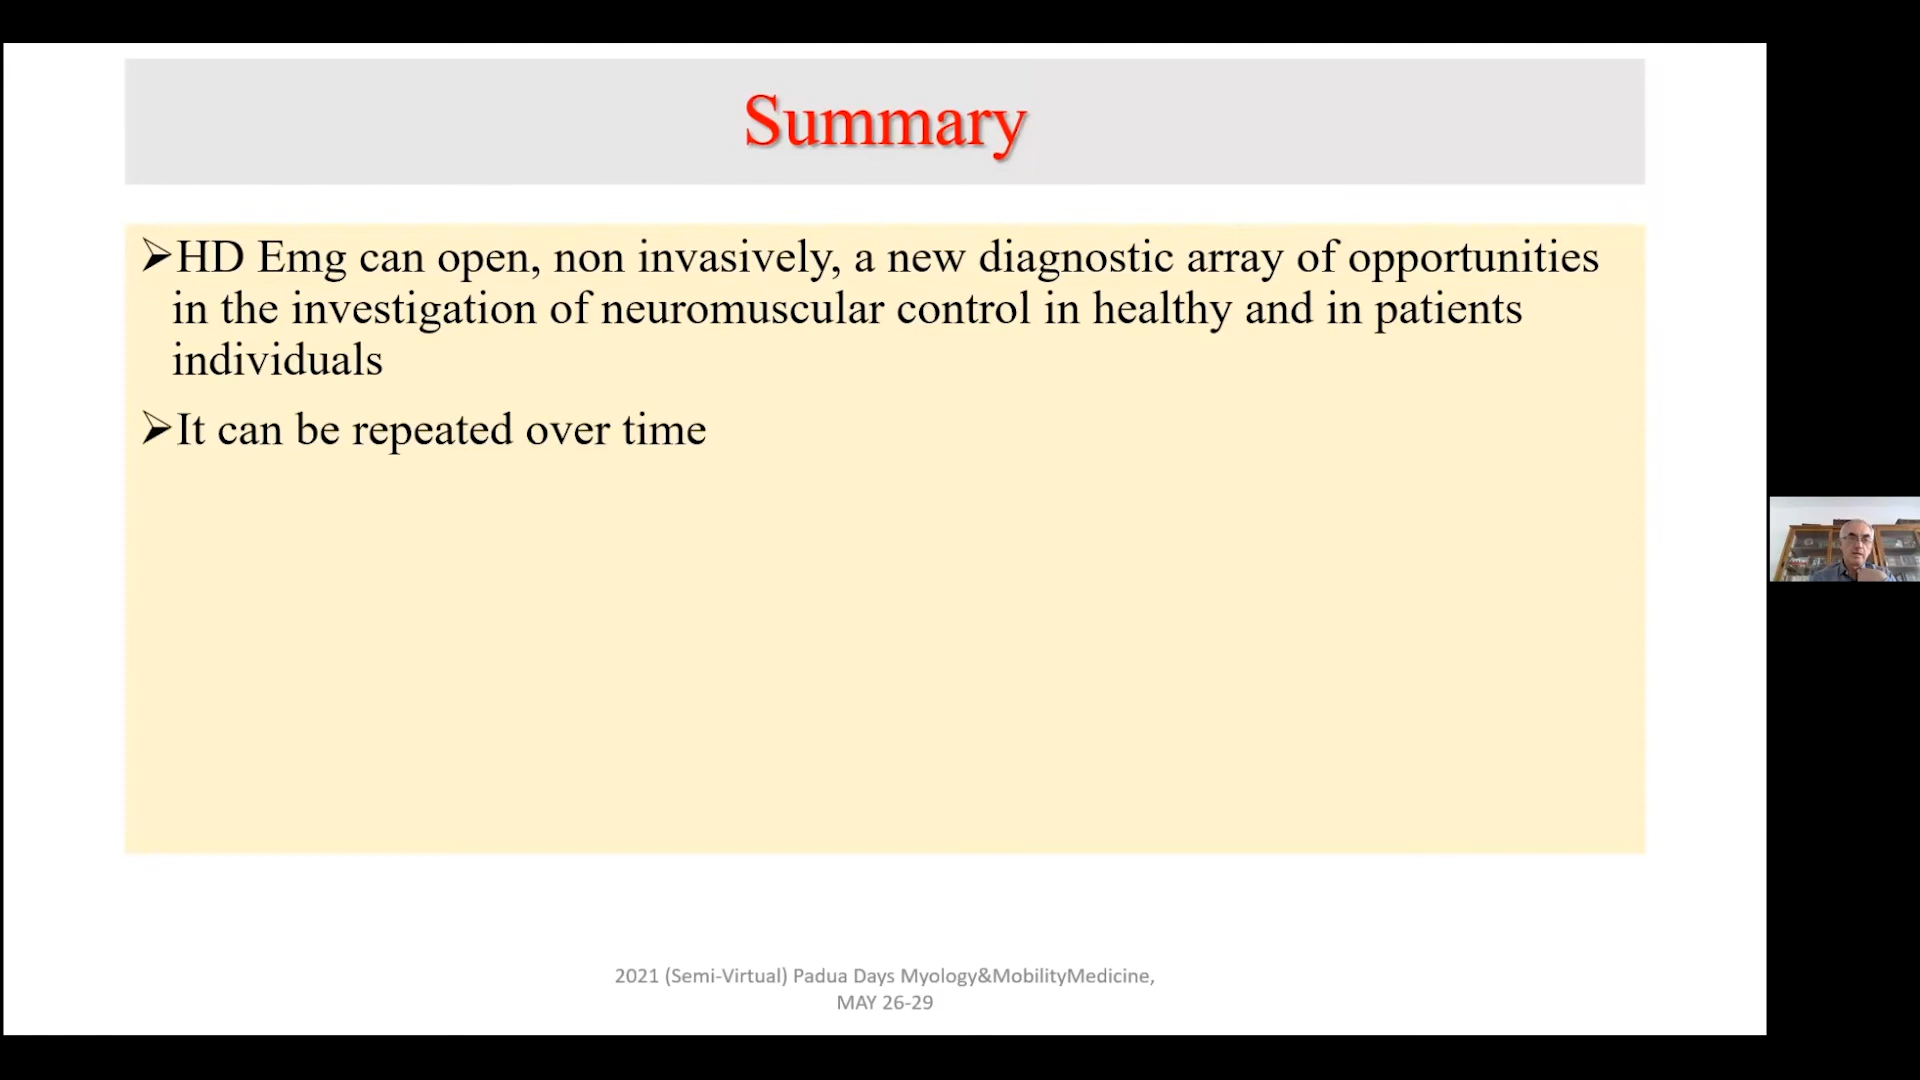 Summary
➢HD Emg can open, non invasively, a new diagnostic array of opportunities
in the investigation of neuromuscular control in healthy and in patients
individuals
➢It can be repeated over time
2021 (Semi-Virtual) Padua Days Myology&MobilityMedicine,
MAY 26-29